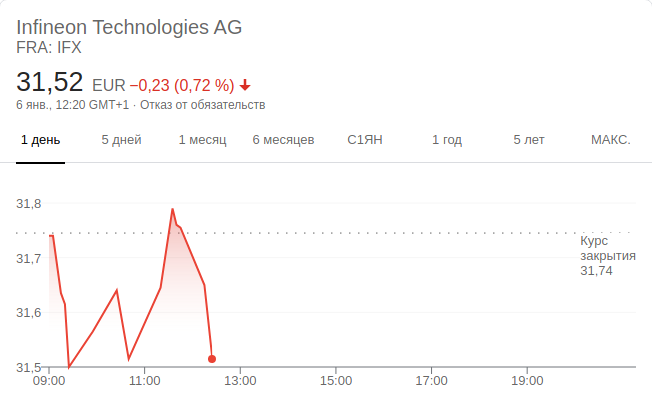 Infineon Technologies AG
FRA: IFX
31,52 EUR −0,23 (0,72 %)
6 янв., 12:20 GMT+1 · Отказ от обязательств
1 день 5 дней 1 месяц 6 месяцев С1ЯН 1 год 5 лет МАКС.
31,8
Курс
закрытия
31,74
31,7
31,6
31,5
09:00 11:00 13:00 15:00 17:00 19:00